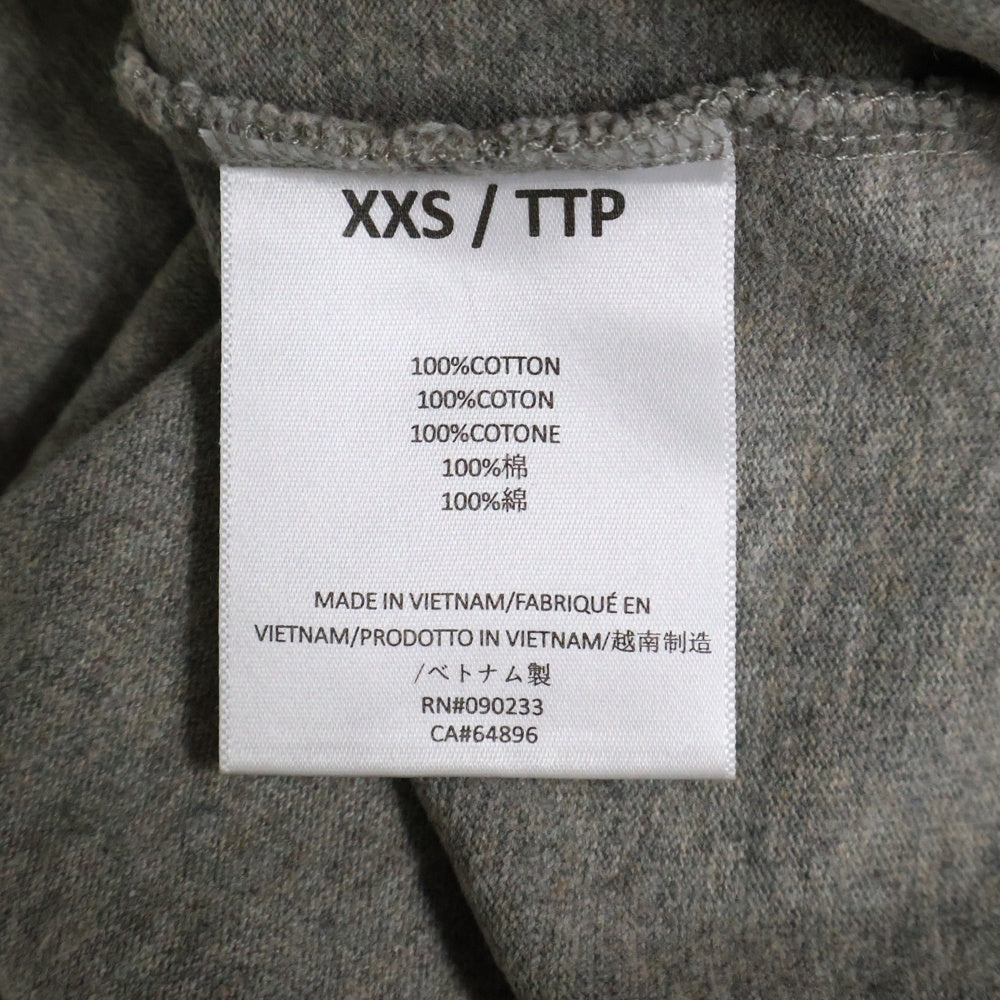 XXS / TTP
100%COTTON
100%COTON
100%COTONE
100%棉
100%綿
MADE IN VIETNAM/FABRIQUÉ EN
VIETNAM/PRODOTTO IN VIETNAM/越南制造
/ベトナム製
RN#090233
CA#64896